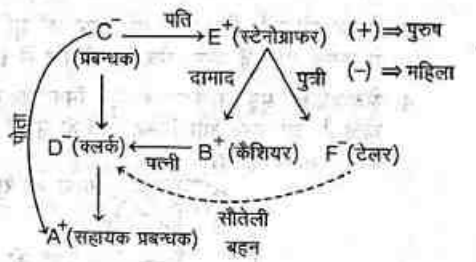 C⁻ पति E⁺(स्टेनोग्राफर) (+)⇒पुरुष
(प्रबन्धक) दामाद पुत्री (−)⇒महिला
पोता
D⁻(क्लर्क) पत्नी B⁺(कैशियर) F⁻(टेलर)
सौतेली
बहन
A⁺(सहायक प्रबन्धक)